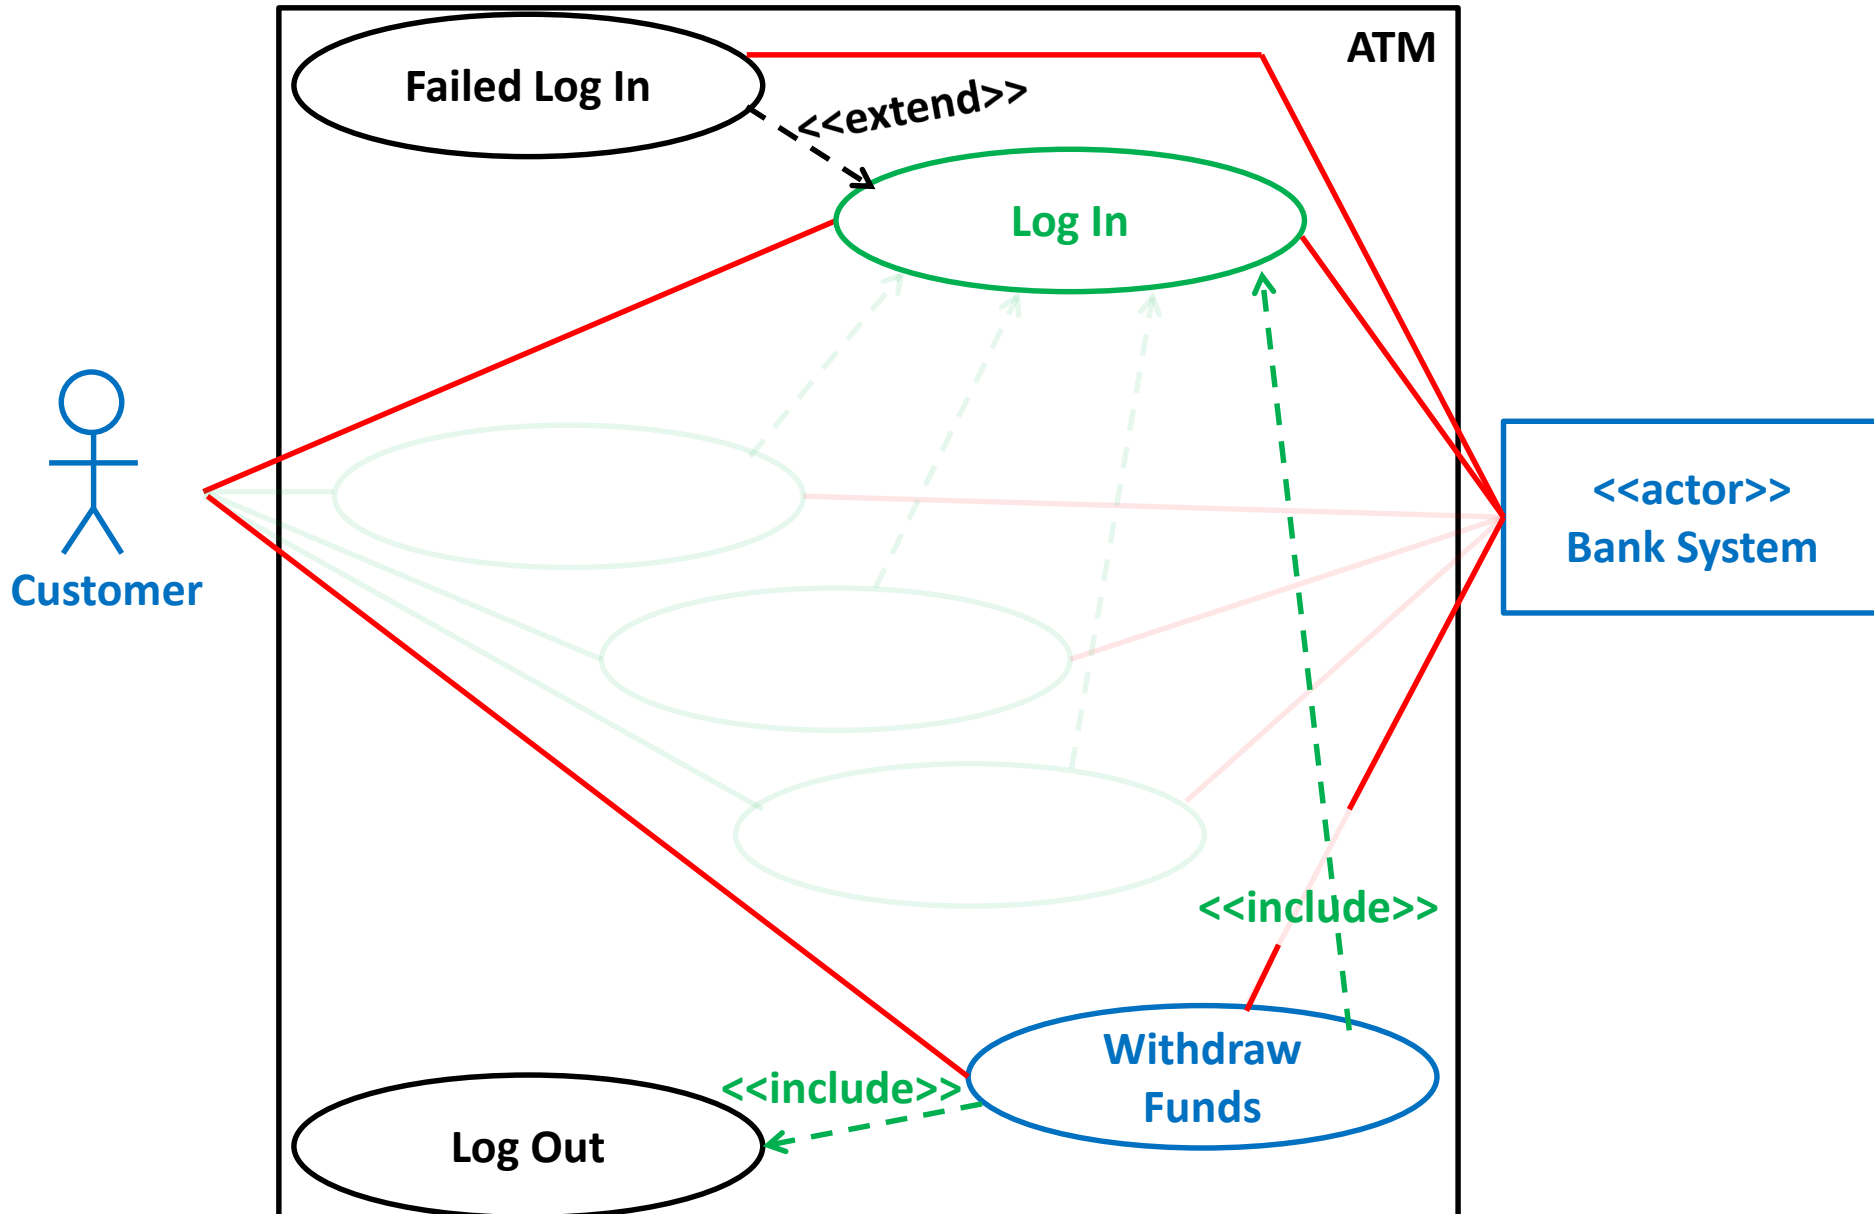 ATM
Failed Log In
<<extend>>
Log In
<<actor>>
Bank System
Customer
<<include>>
Withdraw
Funds
<<include>>
Log Out